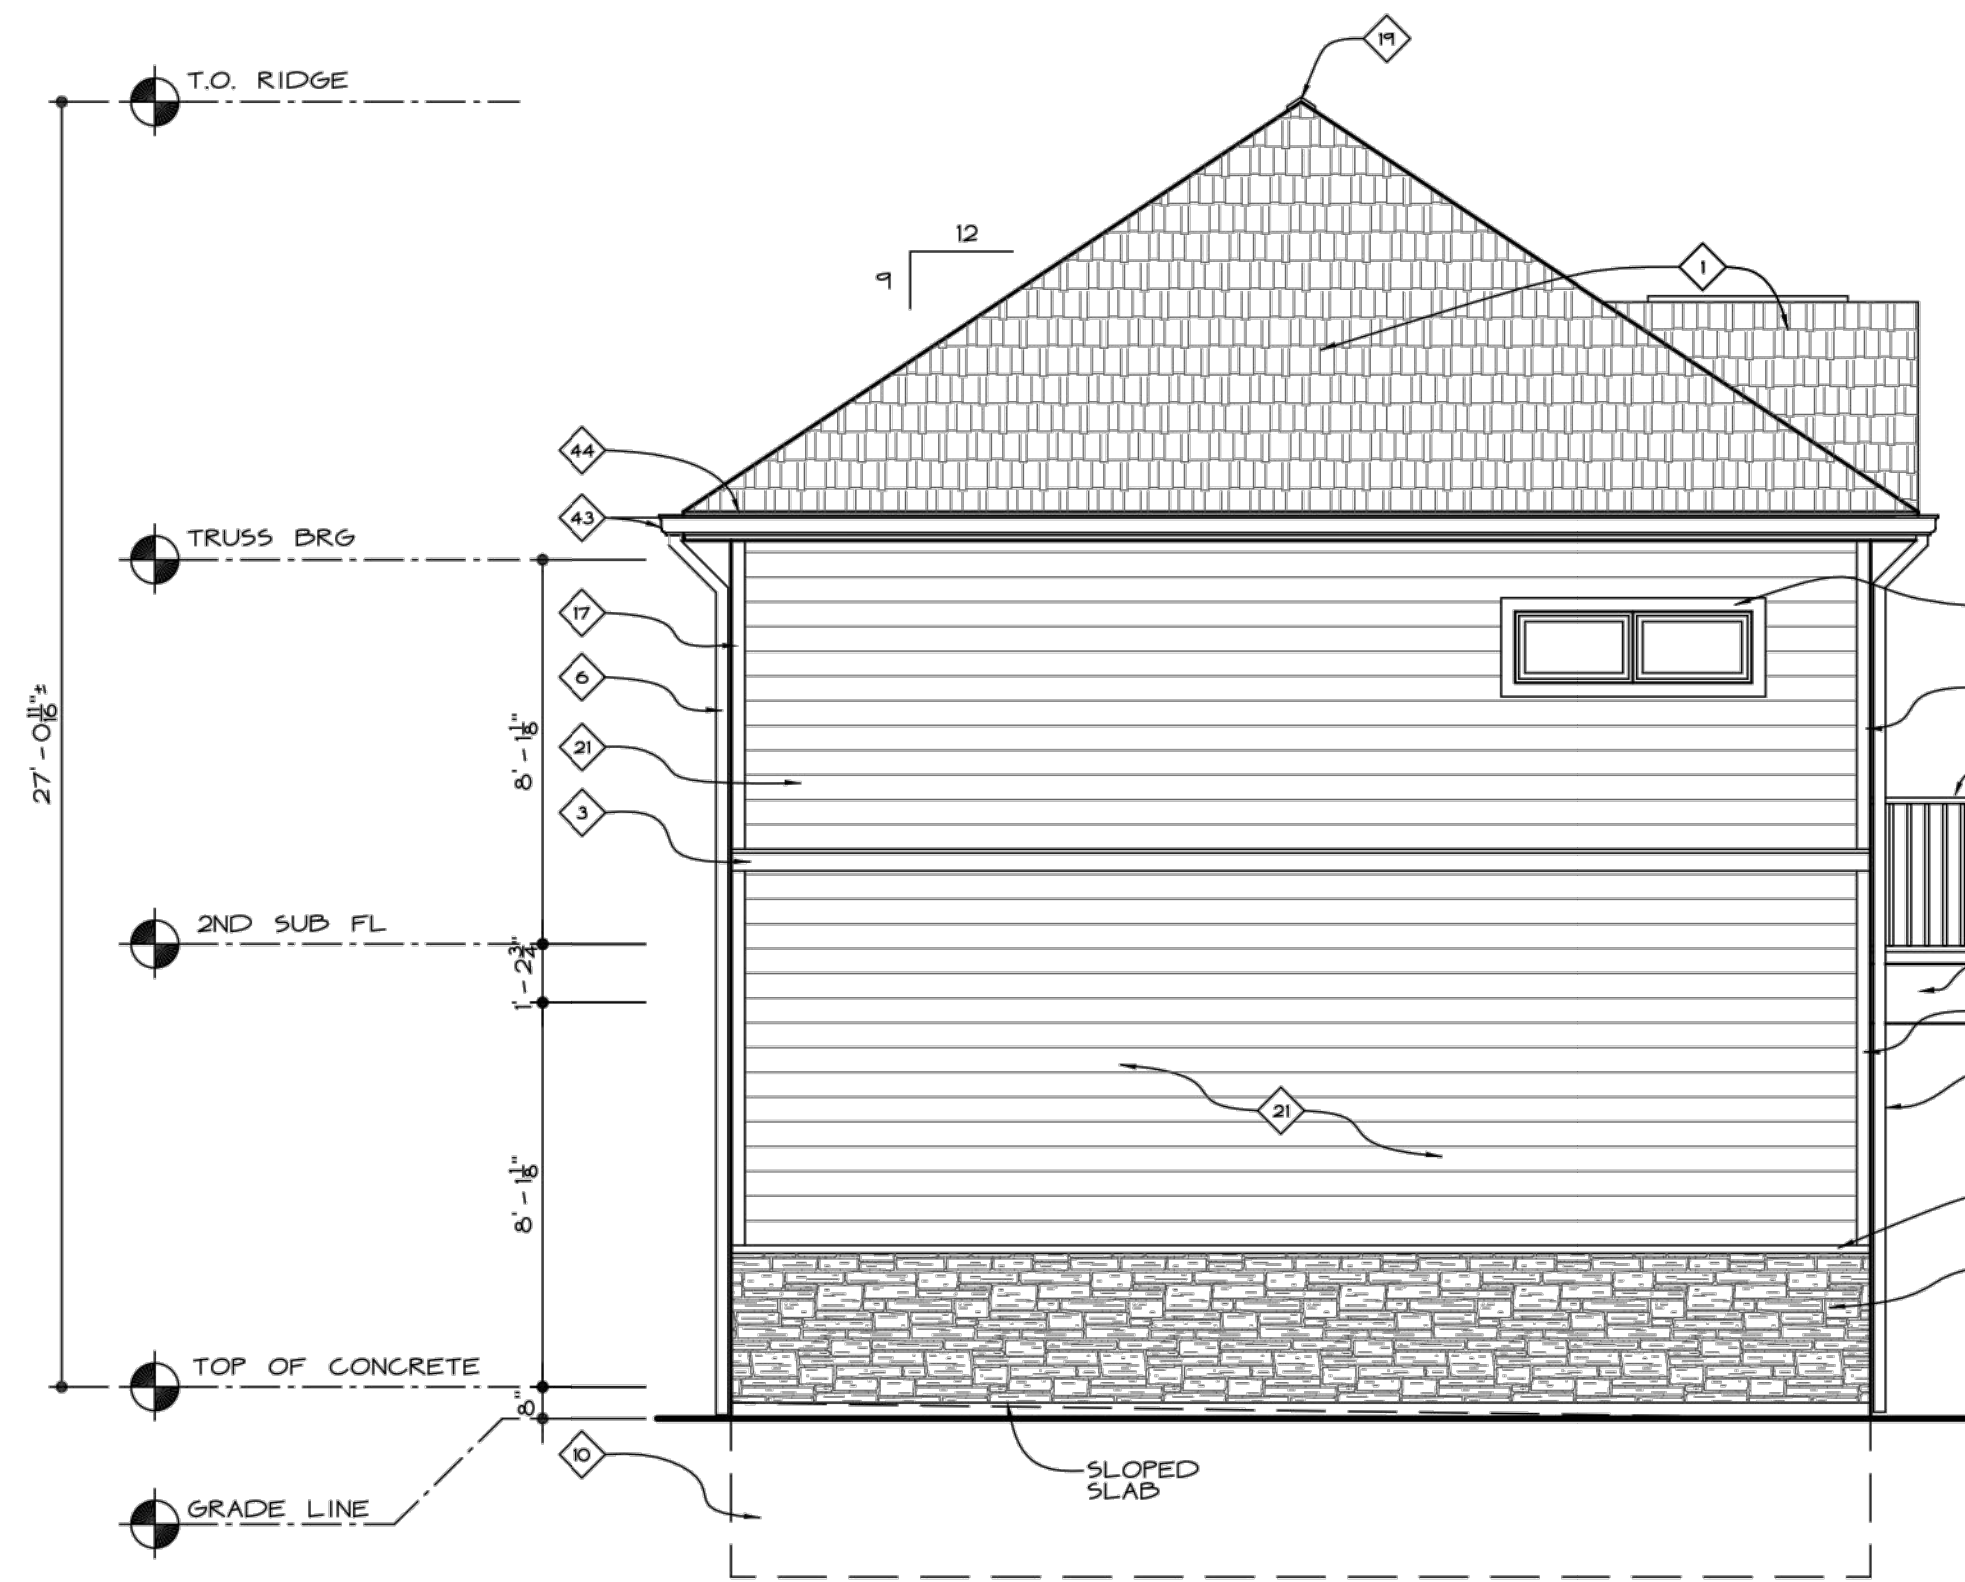 19
T.O. RIDGE
12
9
1
44
43
TRUSS BRG
17
6
27' - 0 11/16"±
8' - 1 1/8"
21
3
2ND SUB FL
1' - 2 3/4"
21
8' - 1 1/8"
TOP OF CONCRETE
8"
10
SLOPED
SLAB
GRADE LINE